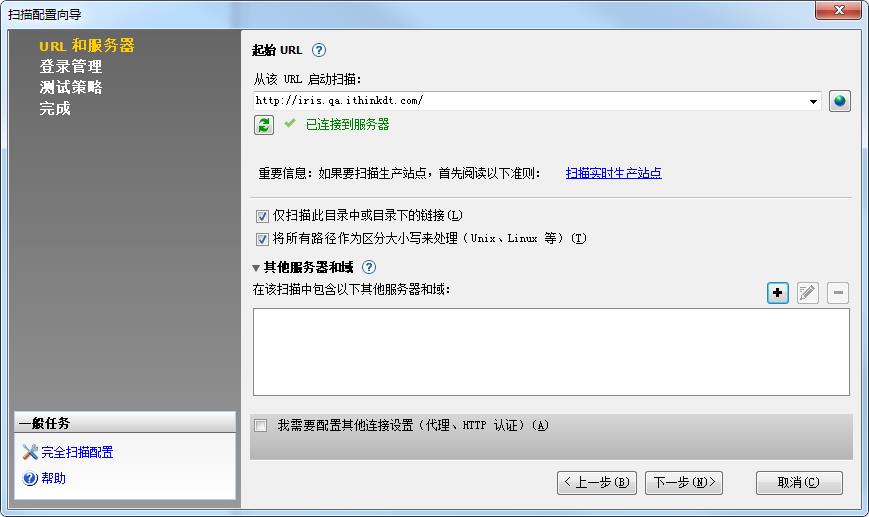 扫描配置向导
URL 和服务器
登录管理
测试策略
完成
起始 URL
从该 URL 启动扫描:
http://iris.qa.ithinkdt.com/
已连接到服务器
重要信息: 如果要扫描生产站点，首先阅读以下准则: 扫描实时生产站点
仅扫描此目录中或目录下的链接(L)
将所有路径作为区分大小写来处理（Unix、Linux 等）(T)
其他服务器和域
在该扫描中包含以下其他服务器和域:
我需要配置其他连接设置（代理、HTTP 认证）(A)
一般任务
完全扫描配置
帮助
< 上一步(B)
下一步(N)>
取消(C)